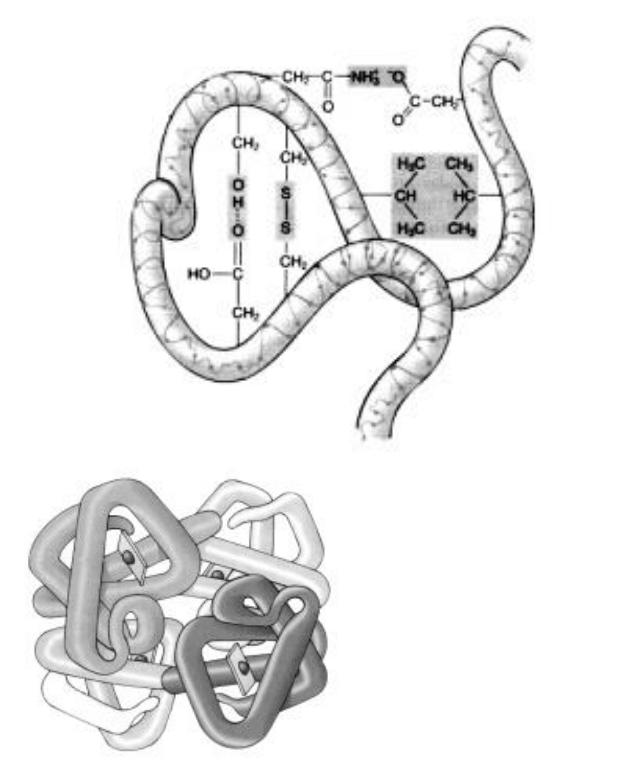 CH₂ C NH₃⁺ ⁻O
O
C CH₂
O
CH₂
CH₂
H₃C CH₃
O
S
CH HC
H
S
O
H₃C CH₃
CH₂
HO C
CH₂